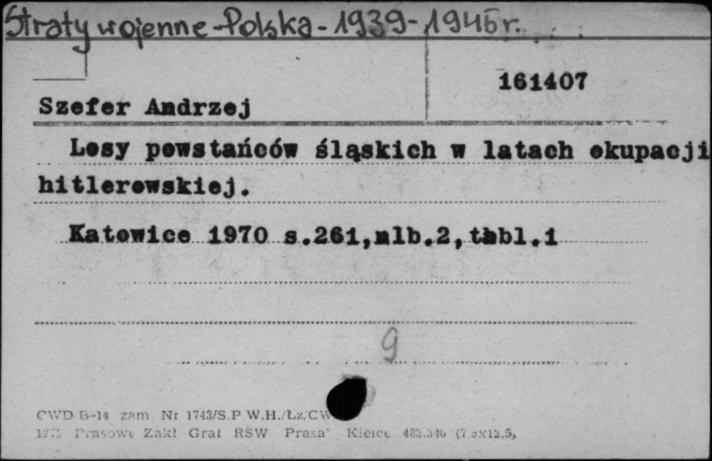 Straty wojenne-Polska-1939-1945r.
161407
Szefer Andrzej
Losy powstańców śląskich w latach okupacji
hitlerowskiej.
Katowice 1970 s.261,nlb.2,tabl.1
9
CWD B-14 zam Nr 1743/S.P.W.H./Łz/CW
Prasowe Zakł Graf RSW "Prasa" Kielce